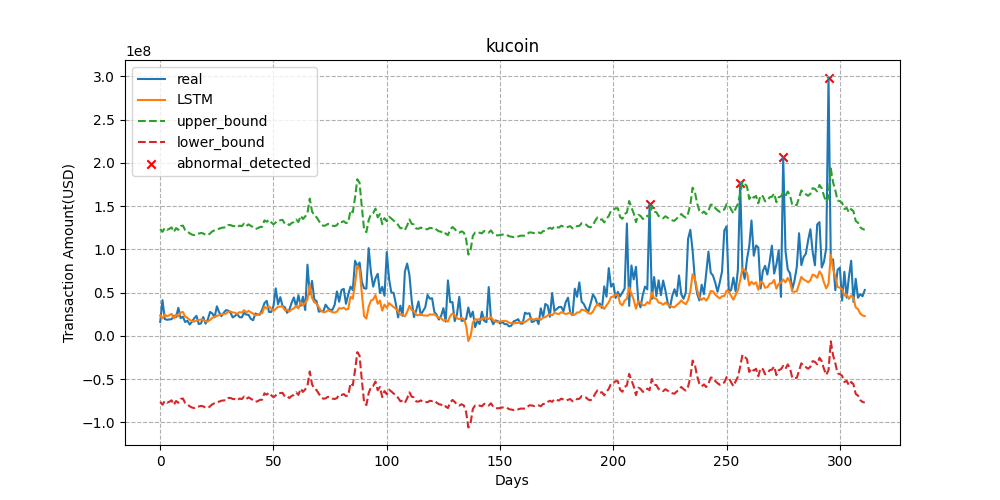 kucoin
1e8
real
LSTM
upper_bound
lower_bound
abnormal_detected
3.0
2.5
2.0
1.5
1.0
0.5
0.0
−0.5
−1.0
Transaction Amount(USD)
0 50 100 150 200 250 300
Days